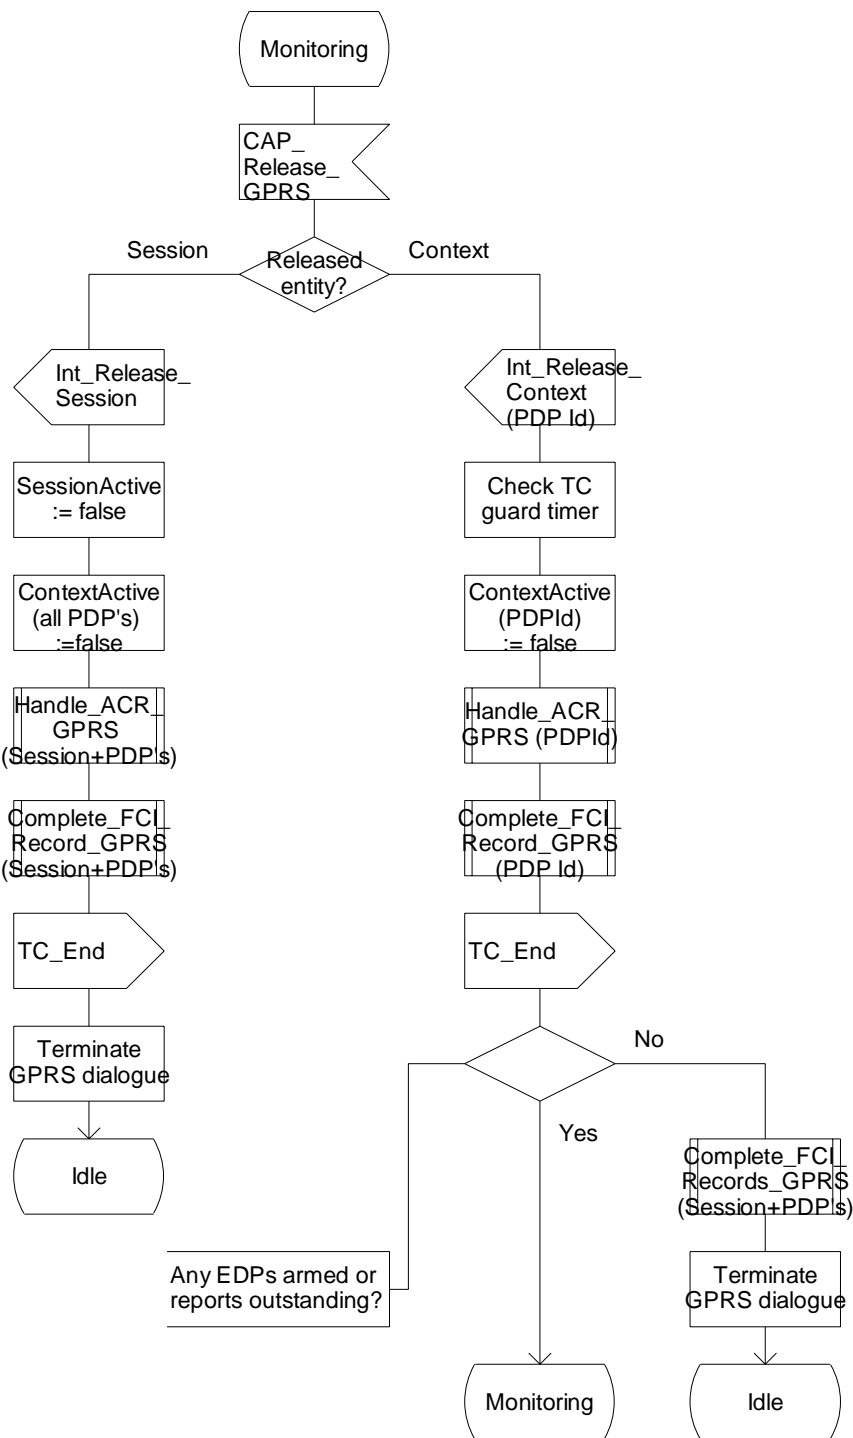 Monitoring
CAP_
Release_
GPRS
Session
Context
Released
entity?
Int_Release_
Session
Int_Release_
Context
(PDP Id)
SessionActive
:= false
Check TC
guard timer
ContextActive
(all PDP's)
:=false
ContextActive
(PDPId)
:= false
Handle_ACR_
GPRS
(Session+PDP's)
Handle_ACR_
GPRS (PDPId)
Complete_FCI_
Record_GPRS
(Session+PDP's)
Complete_FCI_
Record_GPRS
(PDP Id)
TC_End
TC_End
Terminate
GPRS dialogue
No
Yes
Idle
Complete_FCI_
Records_GPRS
(Session+PDP's)
Any EDPs armed or
reports outstanding?
Terminate
GPRS dialogue
Monitoring
Idle